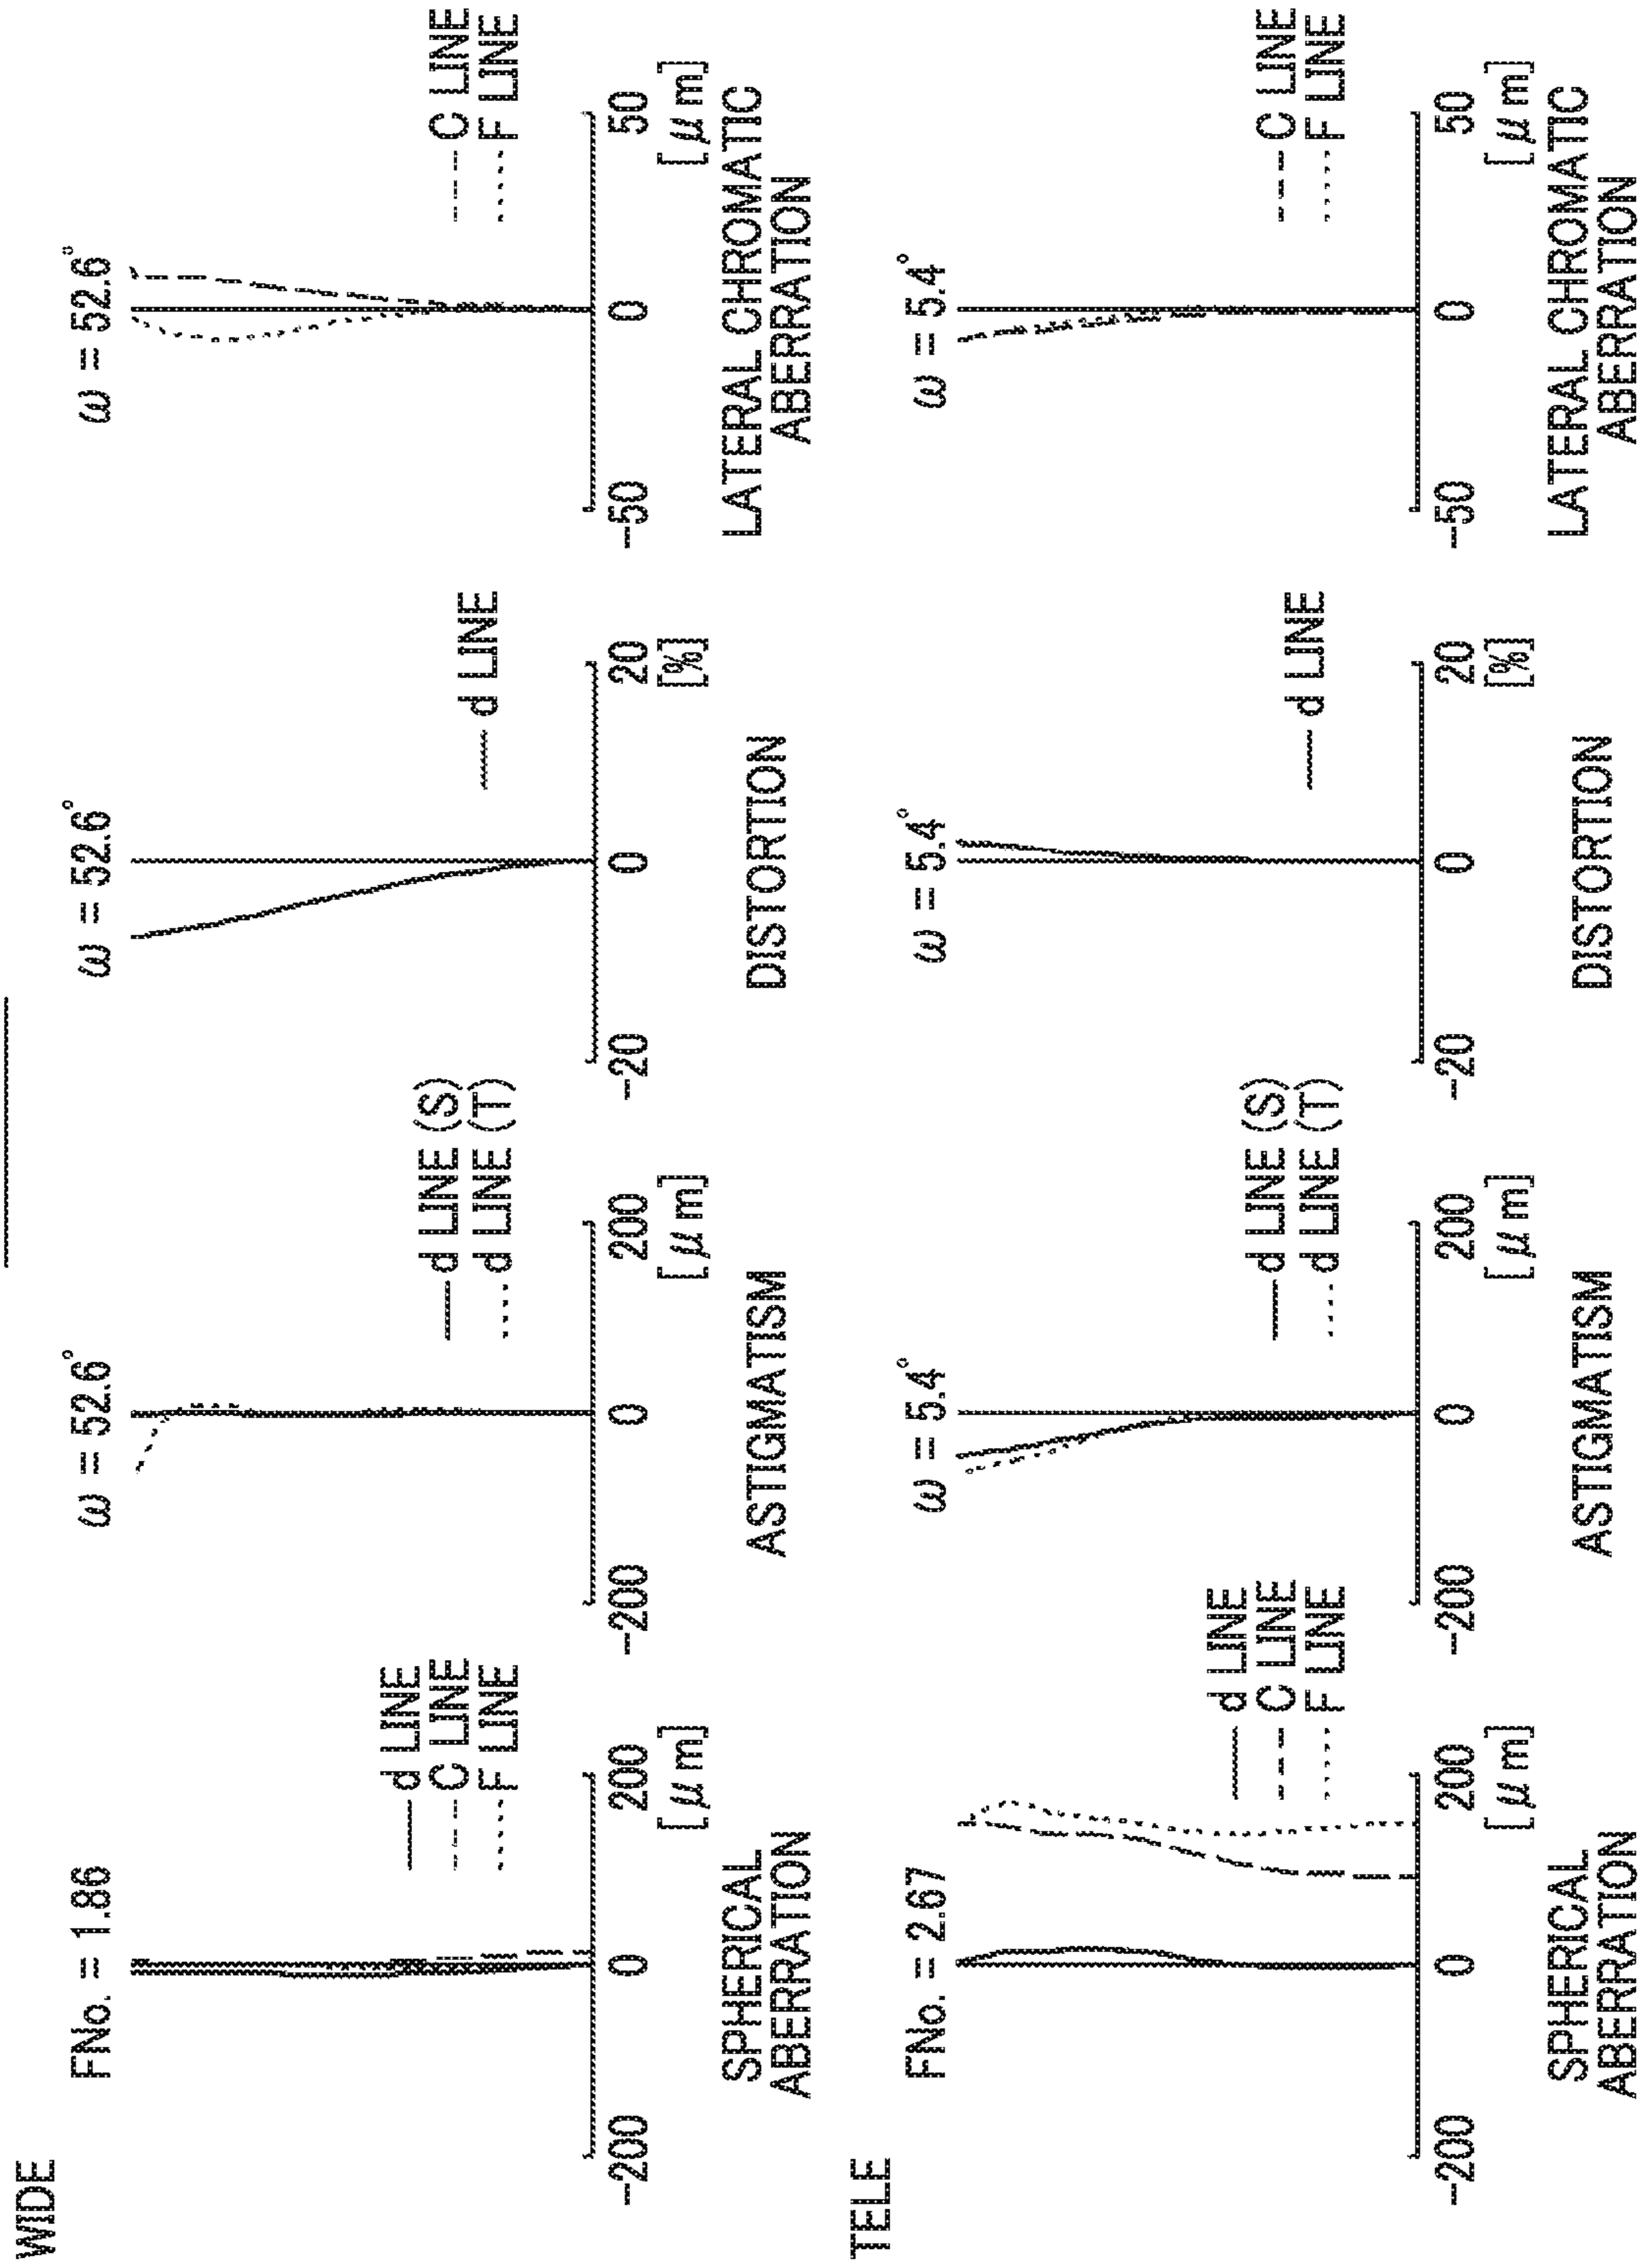 WIDE
FNo. = 1.86
d LINE
C LINE
F LINE
-200
0
200
[μm]
SPHERICAL
ABERRATION
ω = 52.6°
d LINE (S)
d LINE (T)
-200
0
200
[μm]
ASTIGMATISM
ω = 52.6°
d LINE
-20
0
20
[%]
DISTORTION
ω = 52.6°
C LINE
F LINE
-50
0
50
[μm]
LATERAL CHROMATIC
ABERRATION
TELE
FNo. = 2.67
d LINE
C LINE
F LINE
-200
0
200
[μm]
SPHERICAL
ABERRATION
ω = 5.4°
d LINE (S)
d LINE (T)
-200
0
200
[μm]
ASTIGMATISM
ω = 5.4°
d LINE
-20
0
20
[%]
DISTORTION
ω = 5.4°
C LINE
F LINE
-50
0
50
[μm]
LATERAL CHROMATIC
ABERRATION